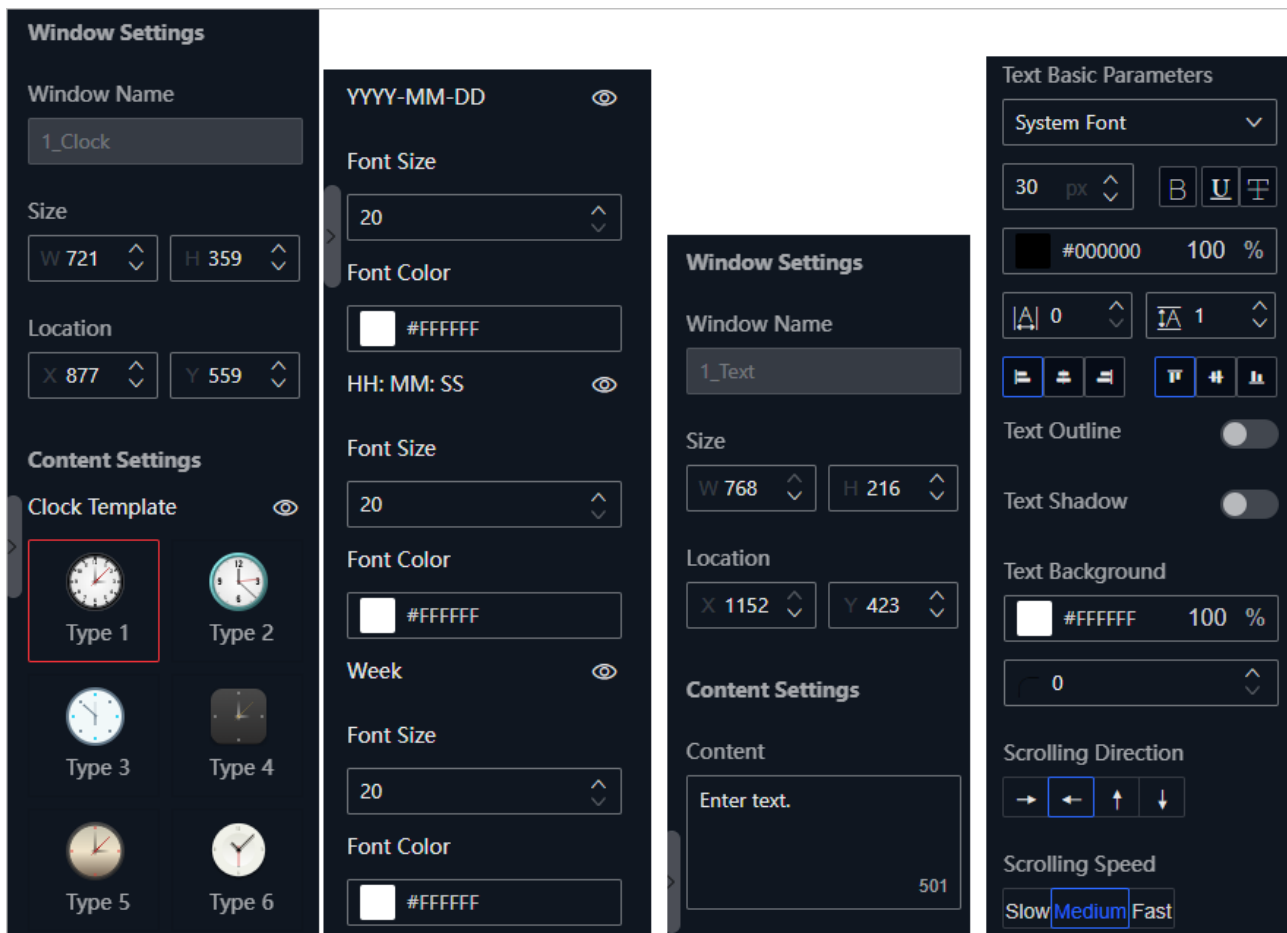 Window Settings
Window Name
1_Clock
Size
W 721 H 359
Location
X 877 Y 559
Content Settings
Clock Template
Type 1 Type 2
Type 3 Type 4
Type 5 Type 6
YYYY-MM-DD
Font Size
20
Font Color
#FFFFFF
HH: MM: SS
Font Size
20
Font Color
#FFFFFF
Week
Font Size
20
Font Color
#FFFFFF
Window Settings
Window Name
1_Text
Size
W 768 H 216
Location
X 1152 Y 423
Content Settings
Content
Enter text.
501
Text Basic Parameters
System Font
30 px B U T
#000000 100 %
A 0 A 1
Text Outline
Text Shadow
Text Background
#FFFFFF 100 %
0
Scrolling Direction
Scrolling Speed
Slow Medium Fast